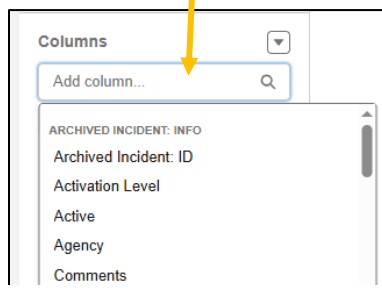 Columns
Add column...
ARCHIVED INCIDENT: INFO
Archived Incident: ID
Activation Level
Active
Agency
Comments